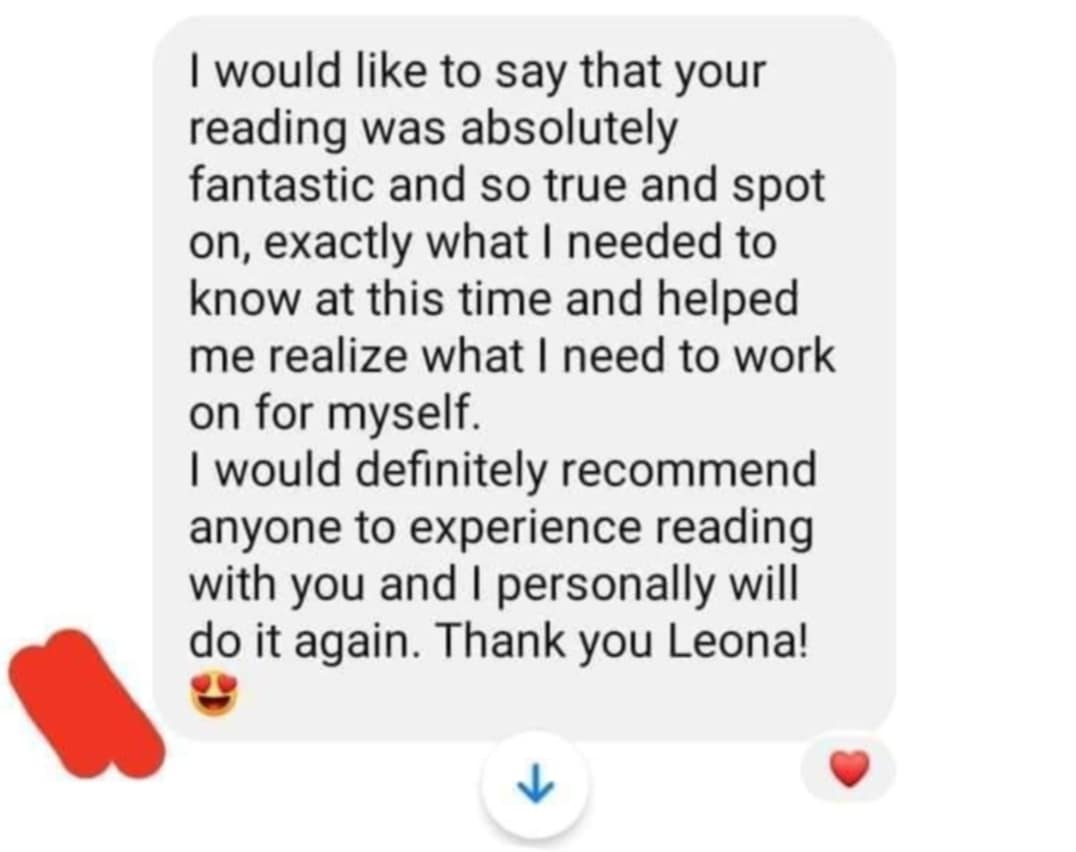 I would like to say that your
reading was absolutely
fantastic and so true and spot
on, exactly what I needed to
know at this time and helped
me realize what I need to work
on for myself.
I would definitely recommend
anyone to experience reading
with you and I personally will
do it again. Thank you Leona!
😍